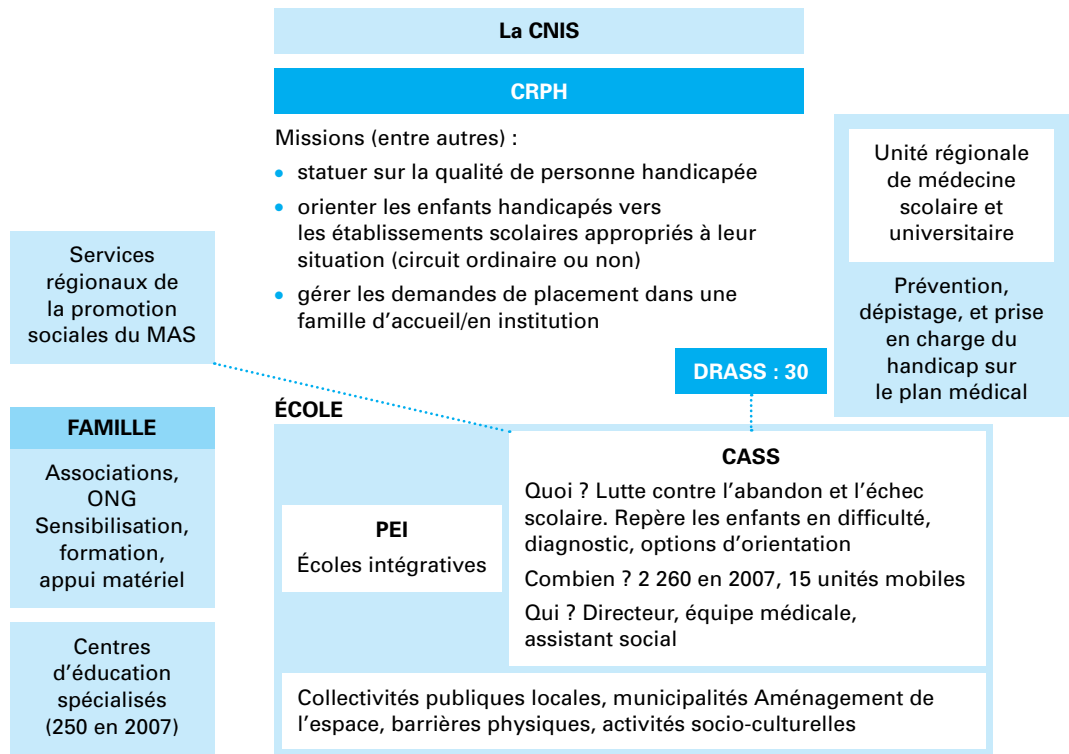 La CNIS
CRPH
Missions (entre autres) :
• statuer sur la qualité de personne handicapée
• orienter les enfants handicapés vers
les établissements scolaires appropriés à leur
situation (circuit ordinaire ou non)
• gérer les demandes de placement dans une
famille d’accueil/en institution
Unité régionale
de médecine
scolaire et
universitaire
Prévention,
dépistage, et prise
en charge du
handicap sur
le plan médical
Services
régionaux de
la promotion
sociales du MAS
DRASS : 30
FAMILLE
Associations,
ONG
Sensibilisation,
formation,
appui matériel
Centres
d’éducation
spécialisés
(250 en 2007)
ÉCOLE
PEI
Écoles intégratives
CASS
Quoi ? Lutte contre l’abandon et l’échec
scolaire. Repère les enfants en difficulté,
diagnostic, options d’orientation
Combien ? 2 260 en 2007, 15 unités mobiles
Qui ? Directeur, équipe médicale,
assistant social
Collectivités publiques locales, municipalités Aménagement de
l’espace, barrières physiques, activités socio-culturelles